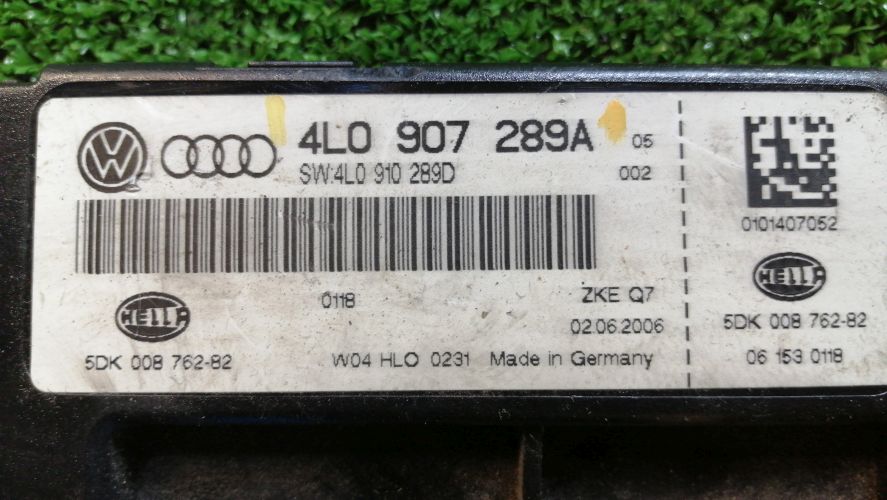 4L0 907 289A 05
SW:4L0 910 289D 002
0101407052
0118 ZKE Q7
02.06.2006
HELLA
HELLA
5DK 008 762-82
W04 HLO 0231 Made in Germany
5DK 008 762-82
06 153 0118